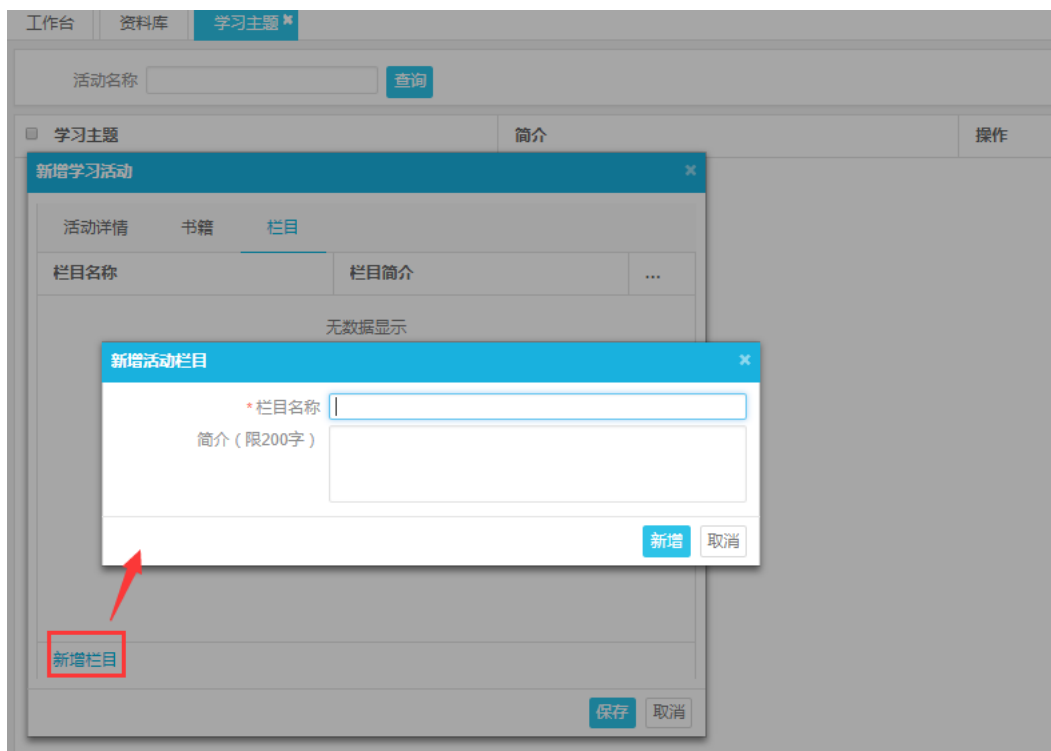 工作台 资料库 学习主题
活动名称 查询
学习主题 简介 操作
新增学习活动
活动详情 书籍 栏目
栏目名称 栏目简介 ...
无数据显示
新增活动栏目
*栏目名称
简介（限200字）
新增 取消
新增栏目
保存 取消